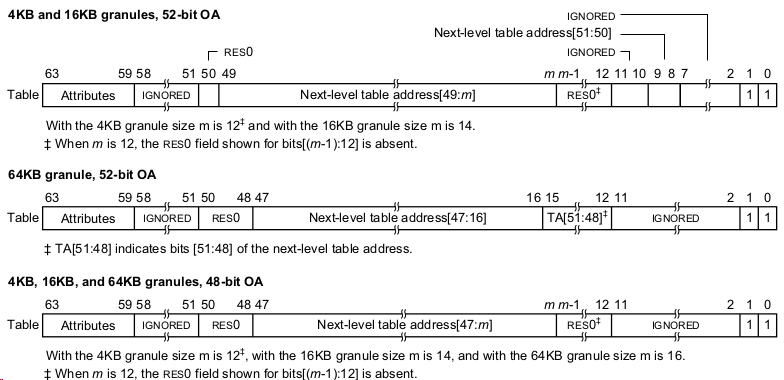 4KB and 16KB granules, 52-bit OA
IGNORED
Next-level table address[51:50]
RES0
IGNORED
63 59 58 51 50 49 m m-1 12 11 10 9 8 7 2 1 0
Table Attributes IGNORED Next-level table address[49:m] RES0‡ 1 1
With the 4KB granule size m is 12‡ and with the 16KB granule size m is 14.
‡ When m is 12, the RES0 field shown for bits[(m-1):12] is absent.
64KB granule, 52-bit OA
63 59 58 51 50 48 47 16 15 12 11 2 1 0
Table Attributes IGNORED RES0 Next-level table address[47:16] TA[51:48]‡ IGNORED 1 1
‡ TA[51:48] indicates bits [51:48] of the next-level table address.
4KB, 16KB, and 64KB granules, 48-bit OA
63 59 58 51 50 48 47 m m-1 12 11 2 1 0
Table Attributes IGNORED RES0 Next-level table address[47:m] RES0‡ IGNORED 1 1
With the 4KB granule size m is 12‡, with the 16KB granule size m is 14, and with the 64KB granule size m is 16.
‡ When m is 12, the RES0 field shown for bits[(m-1):12] is absent.